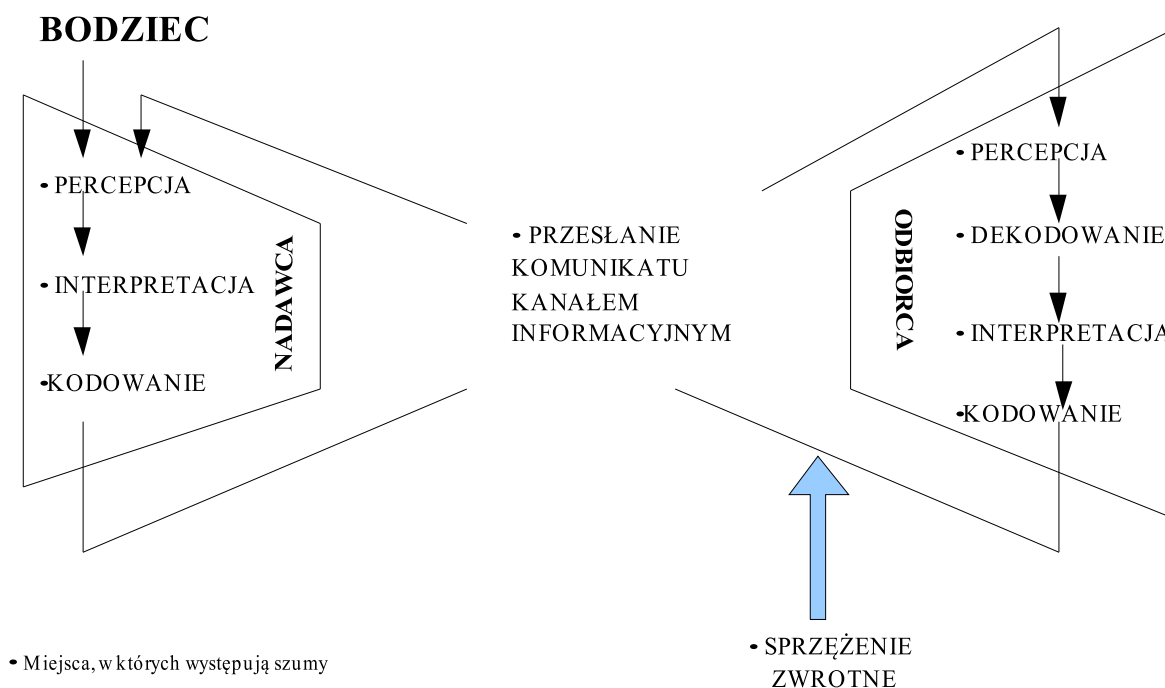 BODZIEC
• PERCEPCJA
• INTERPRETACJA
•KODOWANIE
NADAWCA
• PRZESŁANIE
KOMUNIKATU
KANAŁEM
INFORMACYJNYM
ODBIORCA
• PERCEPCJA
• DEKODOWANIE
• INTERPRETACJA
•KODOWANIE
• SPRZĘŻENIE
ZWROTNE
• Miejsca, w których występują szumy